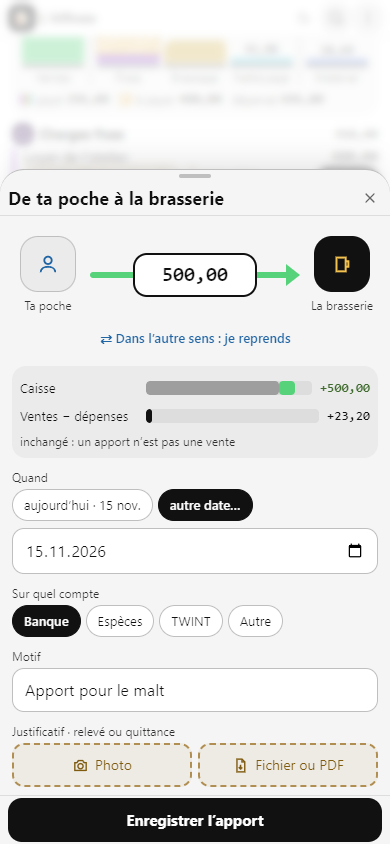 De ta poche à la brasserie
500,00
Ta poche
La brasserie
⇄ Dans l'autre sens : je reprends
Caisse +500,00
Ventes − dépenses +23,20
inchangé : un apport n'est pas une vente
Quand
aujourd'hui · 15 nov. autre date...
15.11.2026
Sur quel compte
Banque Espèces TWINT Autre
Motif
Apport pour le malt
Justificatif · relevé ou quittance
Photo Fichier ou PDF
Enregistrer l'apport